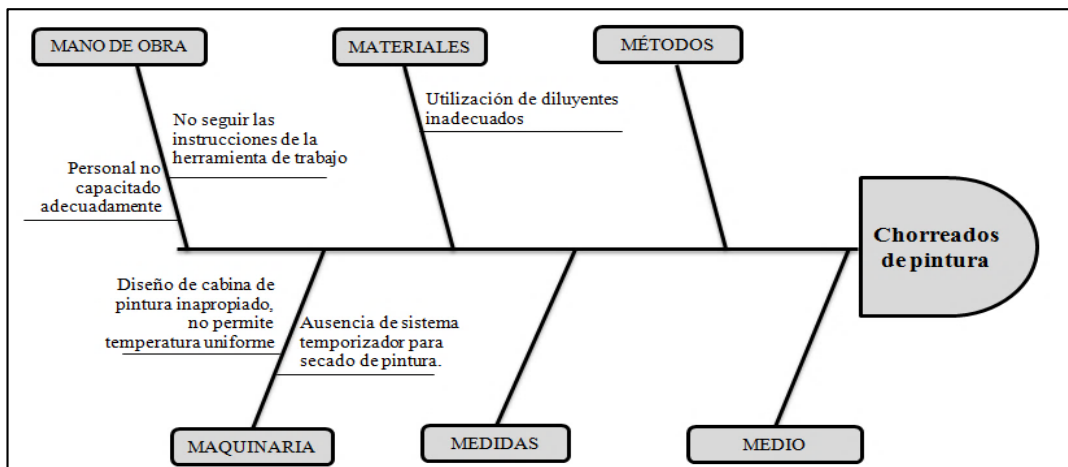 MANO DE OBRA
MATERIALES
MÉTODOS
No seguir las
instrucciones de la
herramienta de trabajo
Personal no
capacitado
adecuadamente
Utilización de diluyentes
inadecuados
Chorreados
de pintura
Diseño de cabina de
pintura inapropiado,
no permite
temperatura uniforme
Ausencia de sistema
temporizador para
secado de pintura.
MAQUINARIA
MEDIDAS
MEDIO